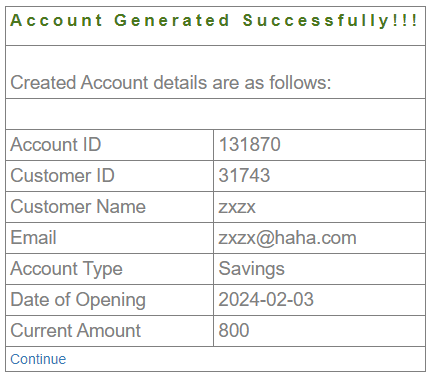 Account Generated Successfully!!!
Created Account details are as follows:
Account ID 131870
Customer ID 31743
Customer Name zxzx
Email zxzx@haha.com
Account Type Savings
Date of Opening 2024-02-03
Current Amount 800
Continue